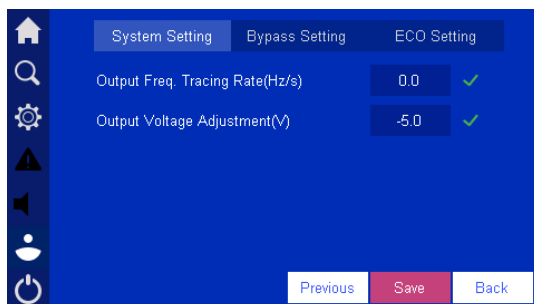 System Setting Bypass Setting ECO Setting
Output Freq. Tracing Rate(Hz/s) 0.0
Output Voltage Adjustment(V) -5.0
Previous Save Back